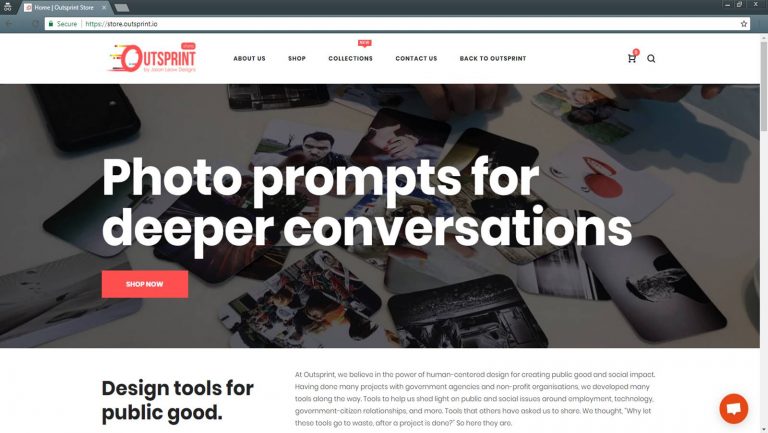 Home | Outsprint Store
Secure
https://store.outsprint.io
store
OUTSPRINT
by Jason Leow Designs
ABOUT US
SHOP
NEW
COLLECTIONS
CONTACT US
BACK TO OUTSPRINT
0
Photo prompts for
deeper conversations
SHOP NOW
Design tools for
public good.
At Outsprint, we believe in the power of human-centered design for creating public good and social impact.
Having done many projects with government agencies and non-profit organisations, we developed many
tools along the way. Tools to help us shed light on public and social issues around employment, technology,
government-citizen relationships, and more. Tools that others have asked us to share. We thought, "Why let
these tools go to waste, after a project is done?" So here they are.